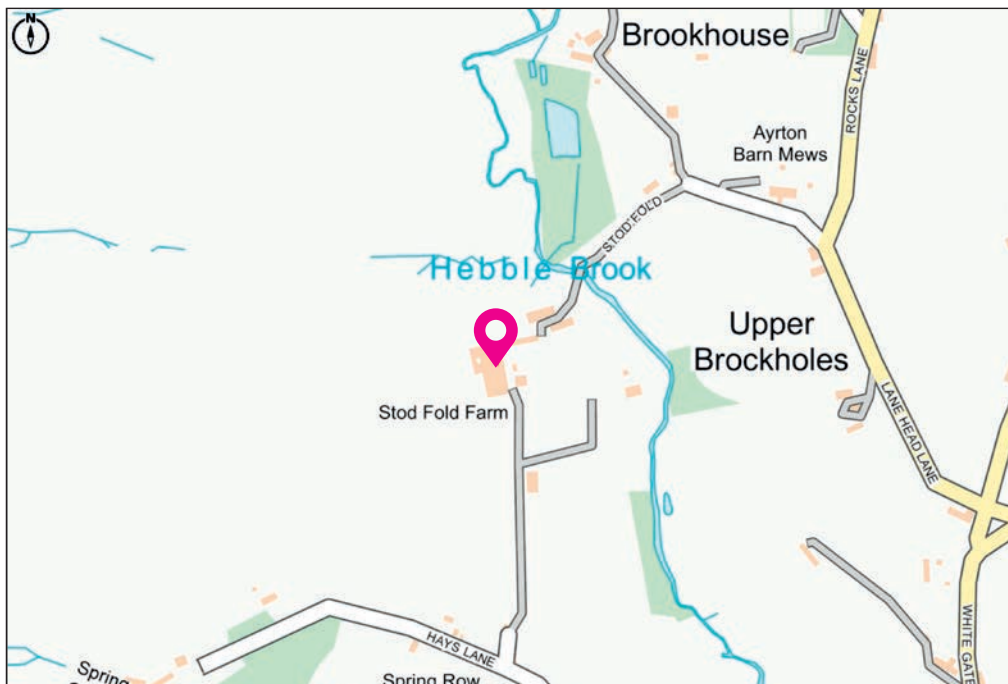 N
Brookhouse
ROCKS LANE
Ayrton
Barn Mews
STOD FOLD
Hebble Brook
Upper
Brockholes
Stod Fold Farm
LANE HEAD LANE
HAYS LANE
WHITE GATE
Spring
Spring Row